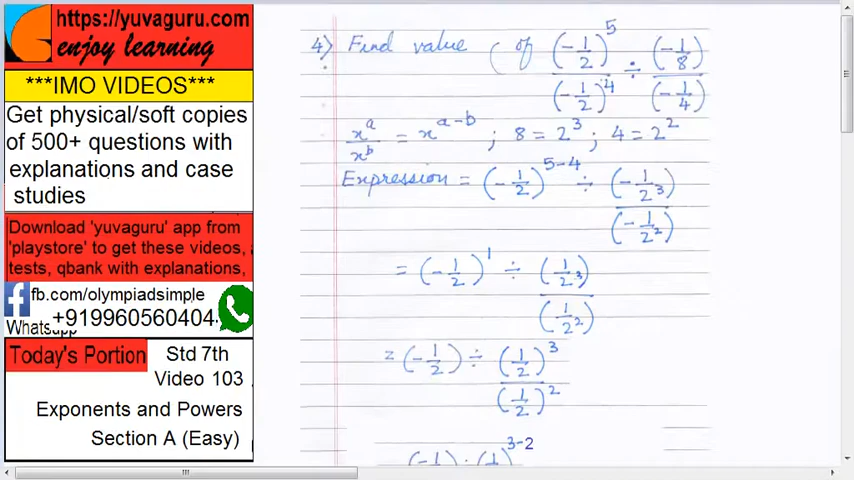 https://yuvaguru.com
enjoy learning
***IMO VIDEOS***
Get physical/soft copies
of 500+ questions with
explanations and case
studies
Download 'yuvaguru' app from
'playstore' to get these videos,
tests, qbank with explanations,
fb.com/olympiadsimple
+919960560404
Whatsapp
Today's Portion
Std 7th
Video 103
Exponents and Powers
Section A (Easy)
4) Find value of (-1/2)^5 / (-1/2)^4 ÷ (-1/8) / (-1/4)
x^a / x^b = x^(a-b) ; 8 = 2^3 ; 4 = 2^2
Expression = (-1/2)^(5-4) ÷ (-1/2^3) / (-1/2^2)
= (-1/2)^1 ÷ (1/2^3) / (1/2^2)
= (-1/2) ÷ (1/2)^3 / (1/2)^2